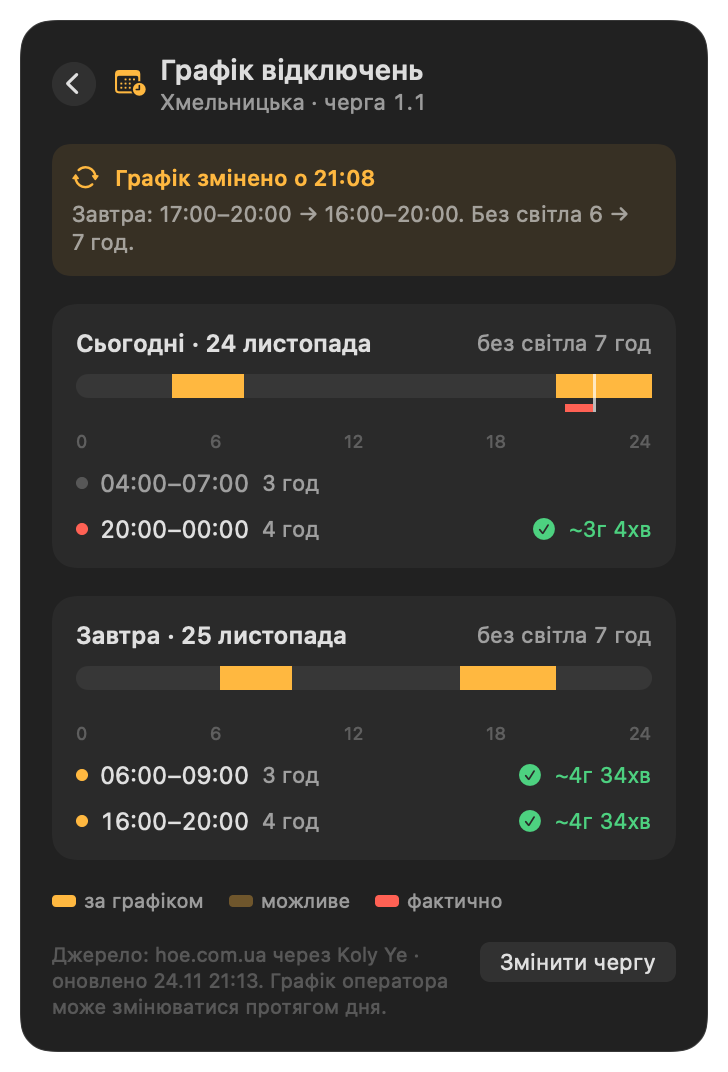 Графік відключень
Хмельницька · черга 1.1
Графік змінено о 21:08
Завтра: 17:00–20:00 → 16:00–20:00. Без світла 6 →
7 год.
Сьогодні · 24 листопада без світла 7 год
0 6 12 18 24
04:00–07:00 3 год
20:00–00:00 4 год ~3г 4хв
Завтра · 25 листопада без світла 7 год
0 6 12 18 24
06:00–09:00 3 год ~4г 34хв
16:00–20:00 4 год ~4г 34хв
за графіком можливе фактично
Джерело: hoe.com.ua через Koly Ye ·
оновлено 24.11 21:13. Графік оператора
може змінюватися протягом дня.
Змінити чергу